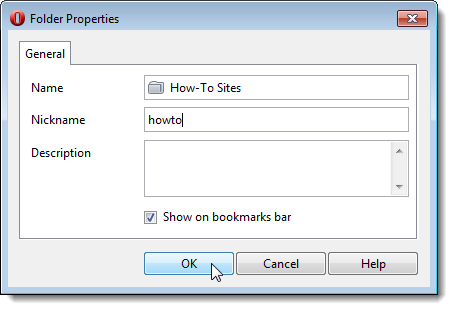 Folder Properties
General
Name How-To Sites
Nickname howto
Description
Show on bookmarks bar
OK Cancel Help